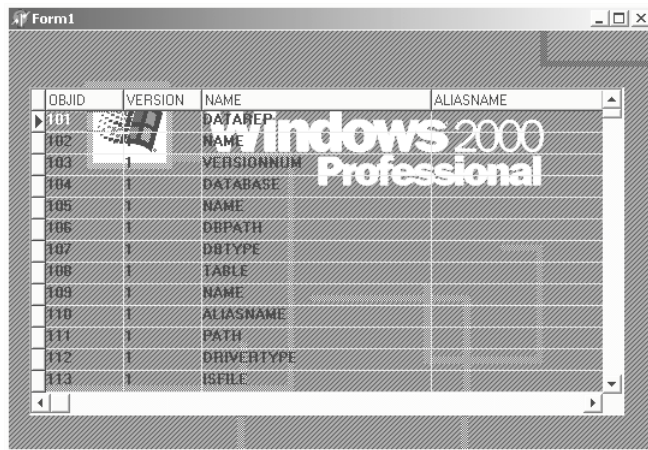 Form1
OBJID VERSION NAME ALIASNAME
101 1 DATAREP
102 1 NAME
103 1 VERSIONNUM
104 1 DATABASE
105 1 NAME
106 1 DBPATH
107 1 DBTYPE
108 1 TABLE
109 1 NAME
110 1 ALIASNAME
111 1 PATH
112 1 DRIVERTYPE
113 1 ISFILE
Windows 2000
Professional